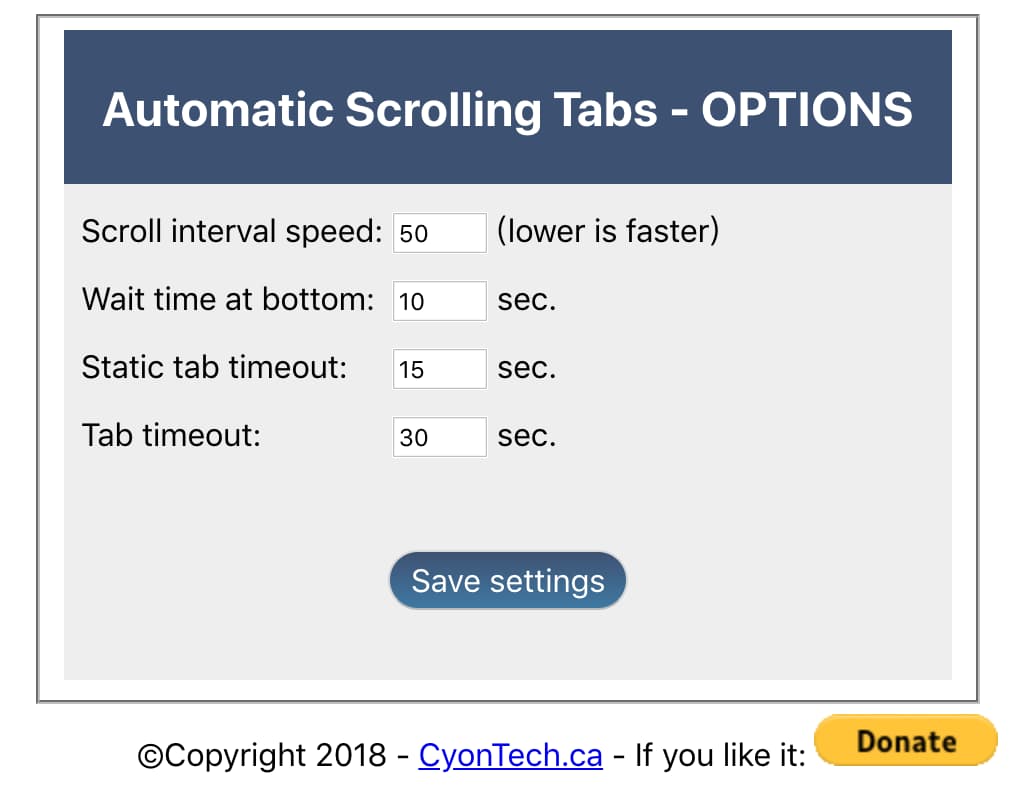 Automatic Scrolling Tabs - OPTIONS
Scroll interval speed: 50 (lower is faster)
Wait time at bottom: 10 sec.
Static tab timeout: 15 sec.
Tab timeout: 30 sec.
Save settings
©Copyright 2018 - CyonTech.ca - If you like it: Donate